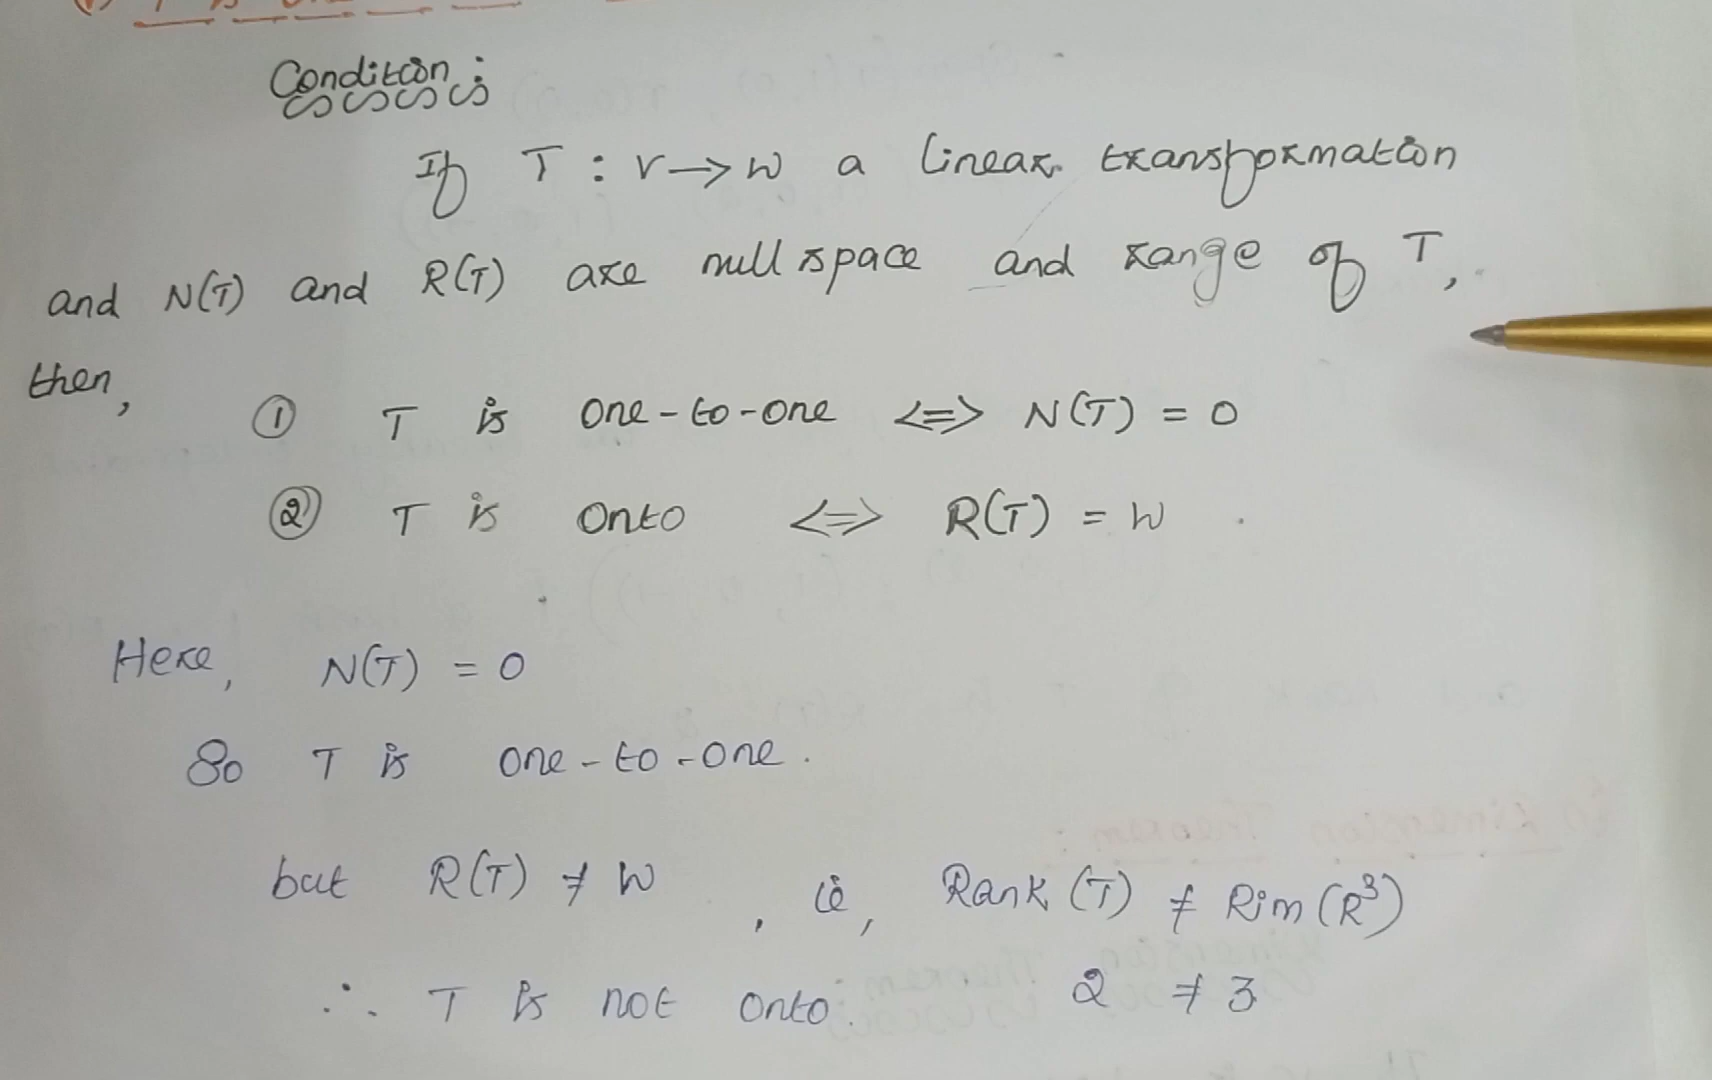 Condition :
If T : V → W a linear transformation
and N(T) and R(T) are null space and range of T,
then,
① T is one-to-one <=> N(T) = 0
② T is onto <=> R(T) = W
Here, N(T) = 0
So T is one-to-one.
but R(T) ≠ W , ie, Rank (T) ≠ Rim (R³)
∴ T is not onto. 2 ≠ 3